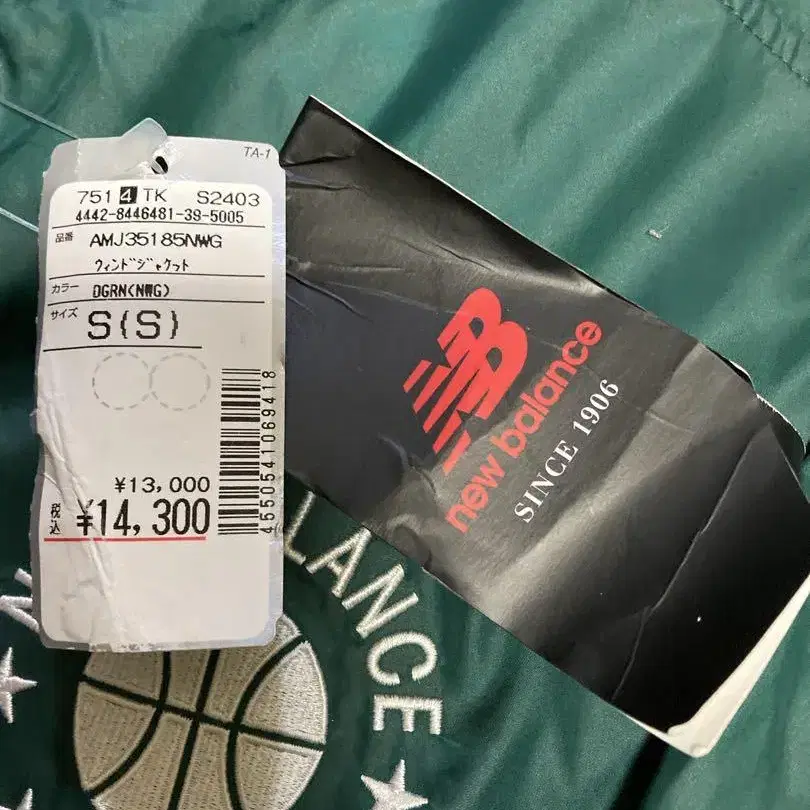 TA-1
751 4 TK S2403
4442-8446481-39-5005
品番 AMJ35185NWG
ウィンドジャケット
カラー DGRN(NWG)
サイズ S(S)
¥13,000
税込 ¥14,300
4550541069418
new balance
SINCE 1906
LANCE